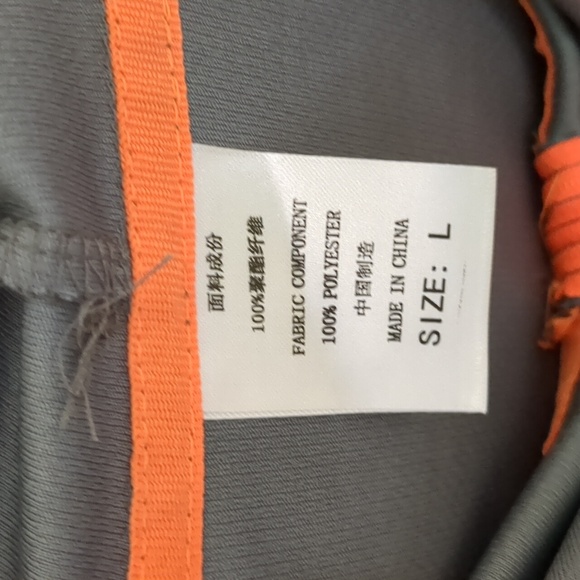 面料成份
100%聚酯纤维
FABRIC COMPONENT
100% POLYESTER
中国制造
MADE IN CHINA
SIZE: L